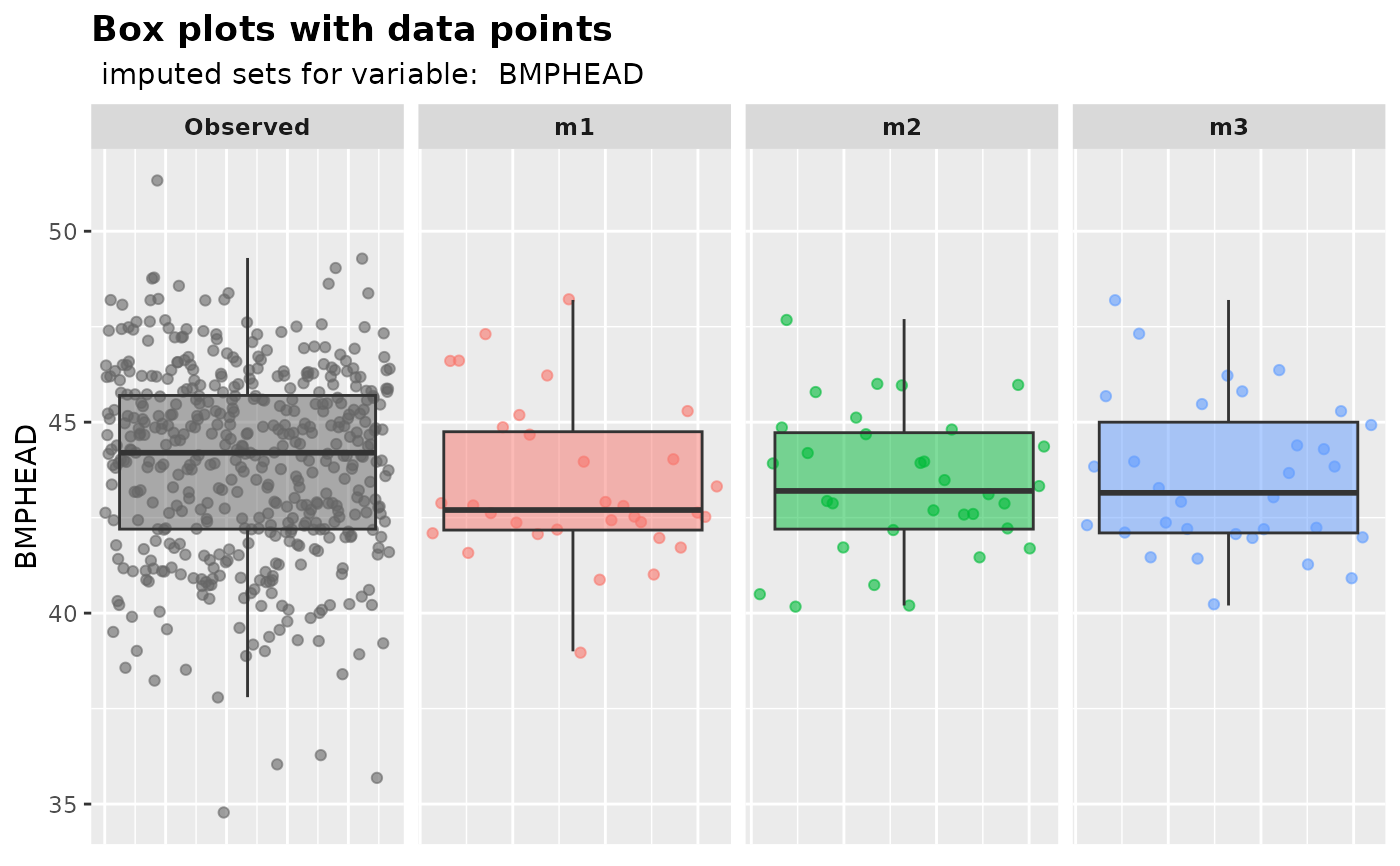 Box plots with data points
imputed sets for variable:  BMPHEAD
Observed
m1
m2
m3
BMPHEAD
50
45
40
35